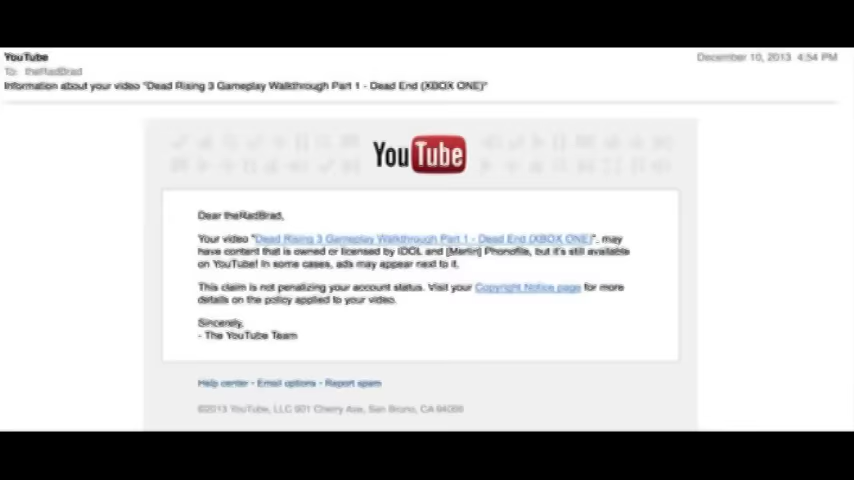 YouTube
December 10, 2013 4:54 PM
To: theRadBrad
Information about your video "Dead Rising 3 Gameplay Walkthrough Part 1 - Dead End (XBOX ONE)"
YouTube
Dear theRadBrad,
Your video "Dead Rising 3 Gameplay Walkthrough Part 1 - Dead End (XBOX ONE)", may
have content that is owned or licensed by IDOL and [Merlin] Phonofile, but it's still available
on YouTube! In some cases, ads may appear next to it.
This claim is not penalizing your account status. Visit your Copyright Notice page for more
details on the policy applied to your video.
Sincerely,
- The YouTube Team
Help center - Email options - Report spam
©2013 YouTube, LLC 901 Cherry Ave, San Bruno, CA 94066